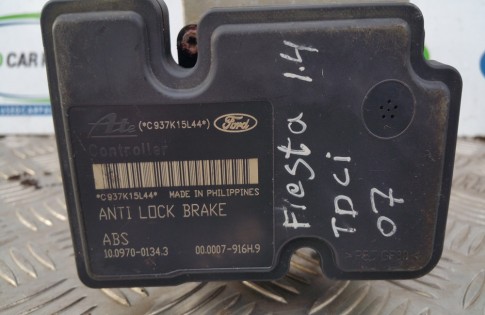 CAR P
Ate (*C937K15L44*) Ford
Controller
*C937K15L44* MADE IN PHILIPPINES
ANTI LOCK BRAKE
ABS
10.0970-0134.3 00.0007-916H.9
Fiesta 1.4
TDCi
07